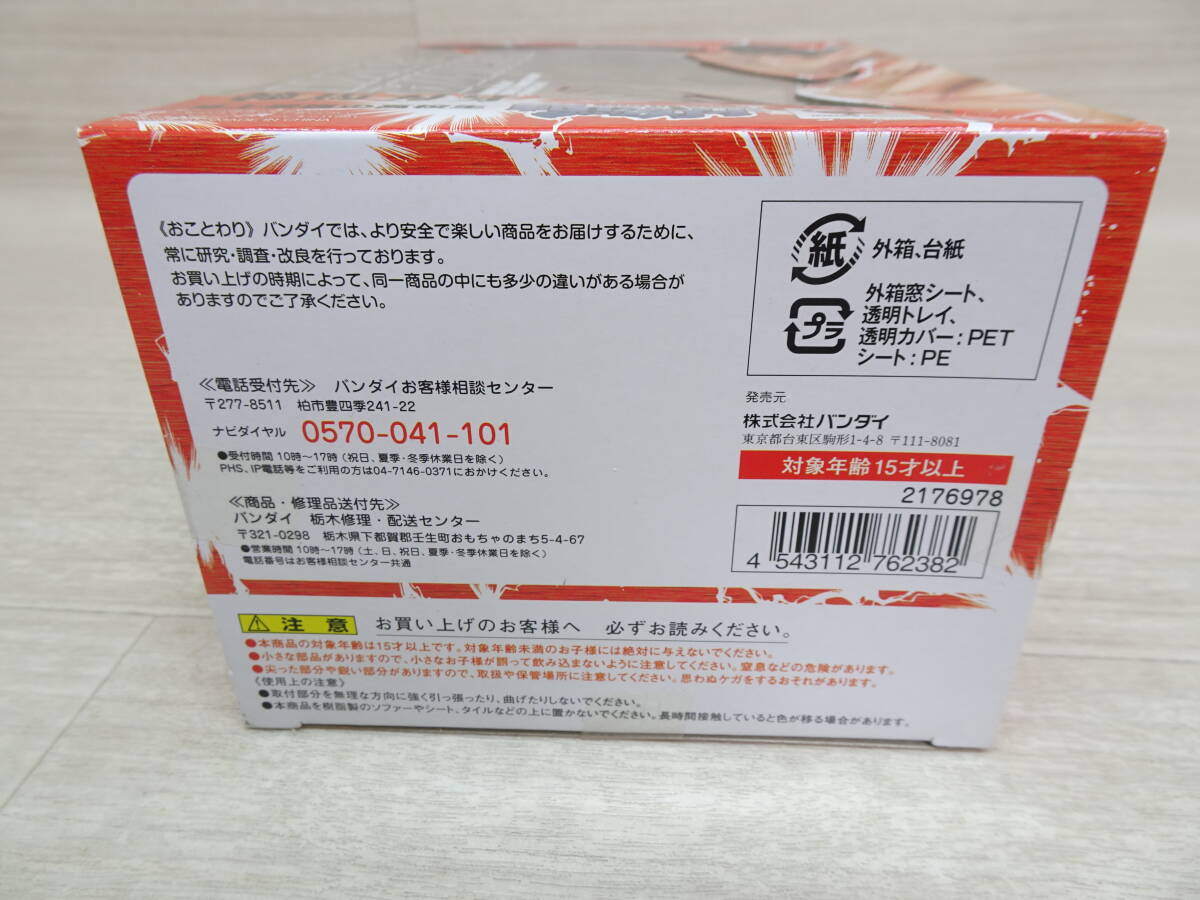 《おことわり》バンダイでは、より安全で楽しい商品をお届けするために、
常に研究・調査・改良を行っております。
お買い上げの時期によって、同一商品の中にも多少の違いがある場合が
ありますのでご了承ください。
≪電話受付先≫ バンダイお客様相談センター
〒277-8511 柏市豊四季241-22
ナビダイヤル 0570-041-101
●受付時間 10時～17時（祝日、夏季・冬季休業日を除く）
PHS、IP電話等をご利用の方は04-7146-0371におかけください。
≪商品・修理品送付先≫
バンダイ 栃木修理・配送センター
〒321-0298 栃木県下都賀郡壬生町おもちゃのまち5-4-67
●営業時間 10時～17時（土、日、祝日、夏季・冬季休業日を除く）
電話番号はお客様相談センター共通
紙 外箱、台紙
プラ 外箱窓シート、
透明トレイ、
透明カバー：PET
シート：PE
発売元
株式会社バンダイ
東京都台東区駒形1-4-8 〒111-8081
対象年齢15才以上
2176978
4 543112 762382
注意 お買い上げのお客様へ 必ずお読みください。
●本商品の対象年齢は15才以上です。対象年齢未満のお子様には絶対に与えないでください。
●小さな部品がありますので、小さなお子様が誤って飲み込まないように注意してください。窒息などの危険があります。
●尖った部分や鋭い部分がありますので、取扱や保管場所に注意してください。思わぬケガをするおそれがあります。
〈使用上の注意〉
●取付部分を無理な方向に強く引っ張ったり、曲げたりしないでください。
●本商品を樹脂製のソファーやシート、タイルなどの上に置かないでください。長時間接触していると色が移る場合があります。